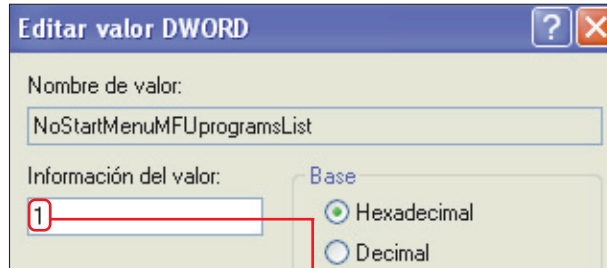 Editar valor DWORD
Nombre de valor:
NoStartMenuMFUprogramsList
Información del valor:
1
Base
Hexadecimal
Decimal